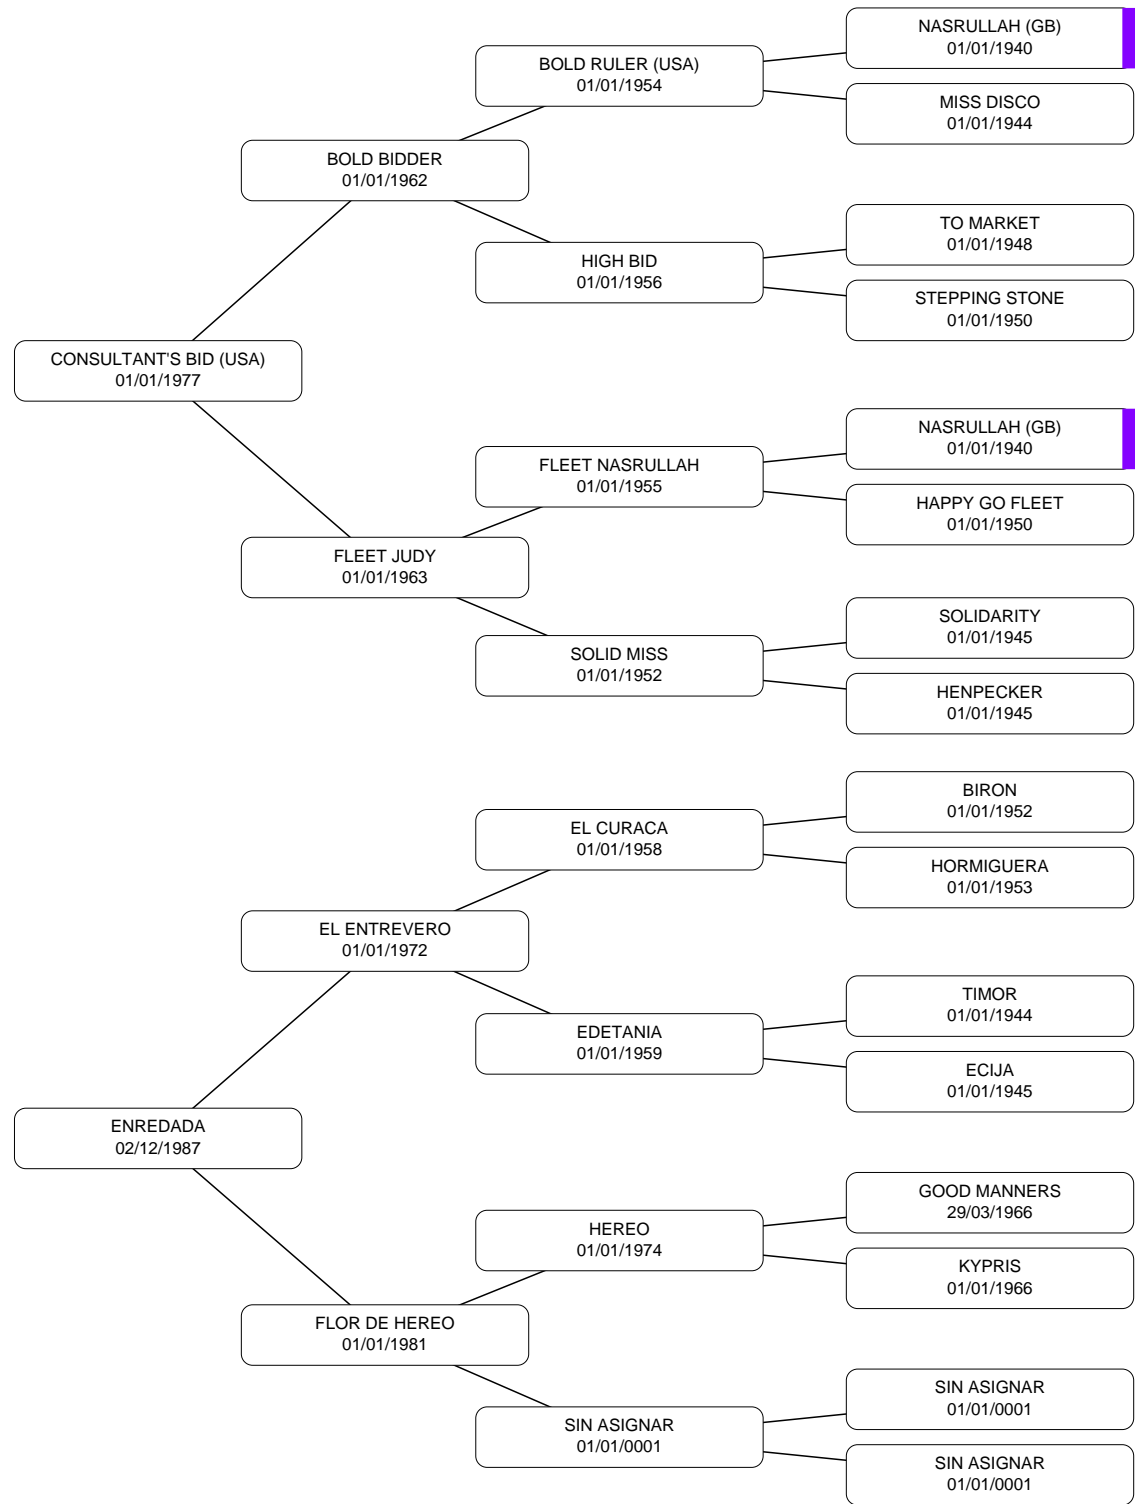 NASRULLAH (GB)
01/01/1940
BOLD RULER (USA)
01/01/1954
MISS DISCO
01/01/1944
BOLD BIDDER
01/01/1962
TO MARKET
01/01/1948
HIGH BID
01/01/1956
STEPPING STONE
01/01/1950
CONSULTANT'S BID (USA)
01/01/1977
NASRULLAH (GB)
01/01/1940
FLEET NASRULLAH
01/01/1955
HAPPY GO FLEET
01/01/1950
FLEET JUDY
01/01/1963
SOLIDARITY
01/01/1945
SOLID MISS
01/01/1952
HENPECKER
01/01/1945
BIRON
01/01/1952
EL CURACA
01/01/1958
HORMIGUERA
01/01/1953
EL ENTREVERO
01/01/1972
TIMOR
01/01/1944
EDETANIA
01/01/1959
ECIJA
01/01/1945
ENREDADA
02/12/1987
GOOD MANNERS
29/03/1966
HEREO
01/01/1974
KYPRIS
01/01/1966
FLOR DE HEREO
01/01/1981
SIN ASIGNAR
01/01/0001
SIN ASIGNAR
01/01/0001
SIN ASIGNAR
01/01/0001